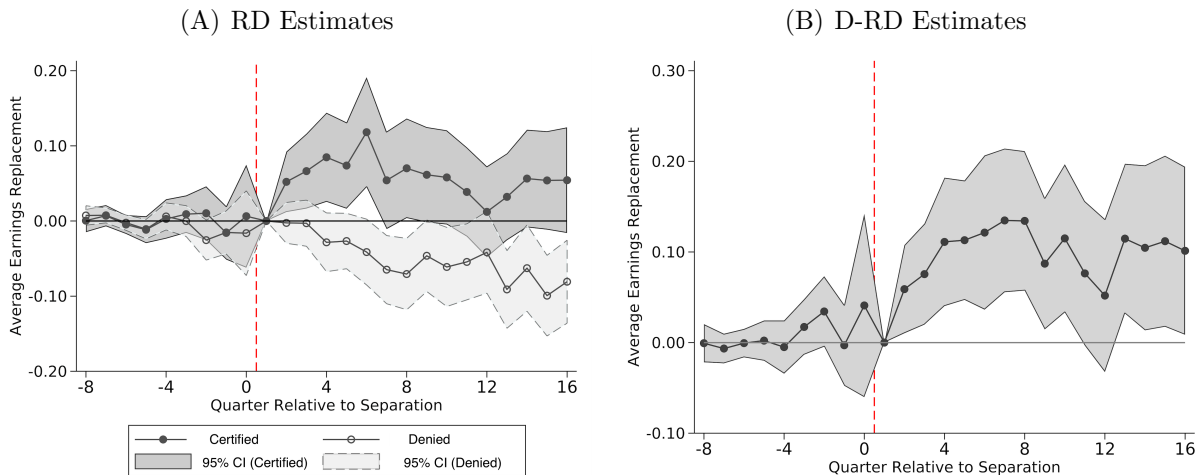 (A) RD Estimates
Average Earnings Replacement
0.20
0.10
0.00
-0.10
-0.20
-8 -4 0 4 8 12 16
Quarter Relative to Separation
Certified Denied
95% CI (Certified) 95% CI (Denied)
(B) D-RD Estimates
Average Earnings Replacement
0.30
0.20
0.10
0.00
-0.10
-8 -4 0 4 8 12 16
Quarter Relative to Separation